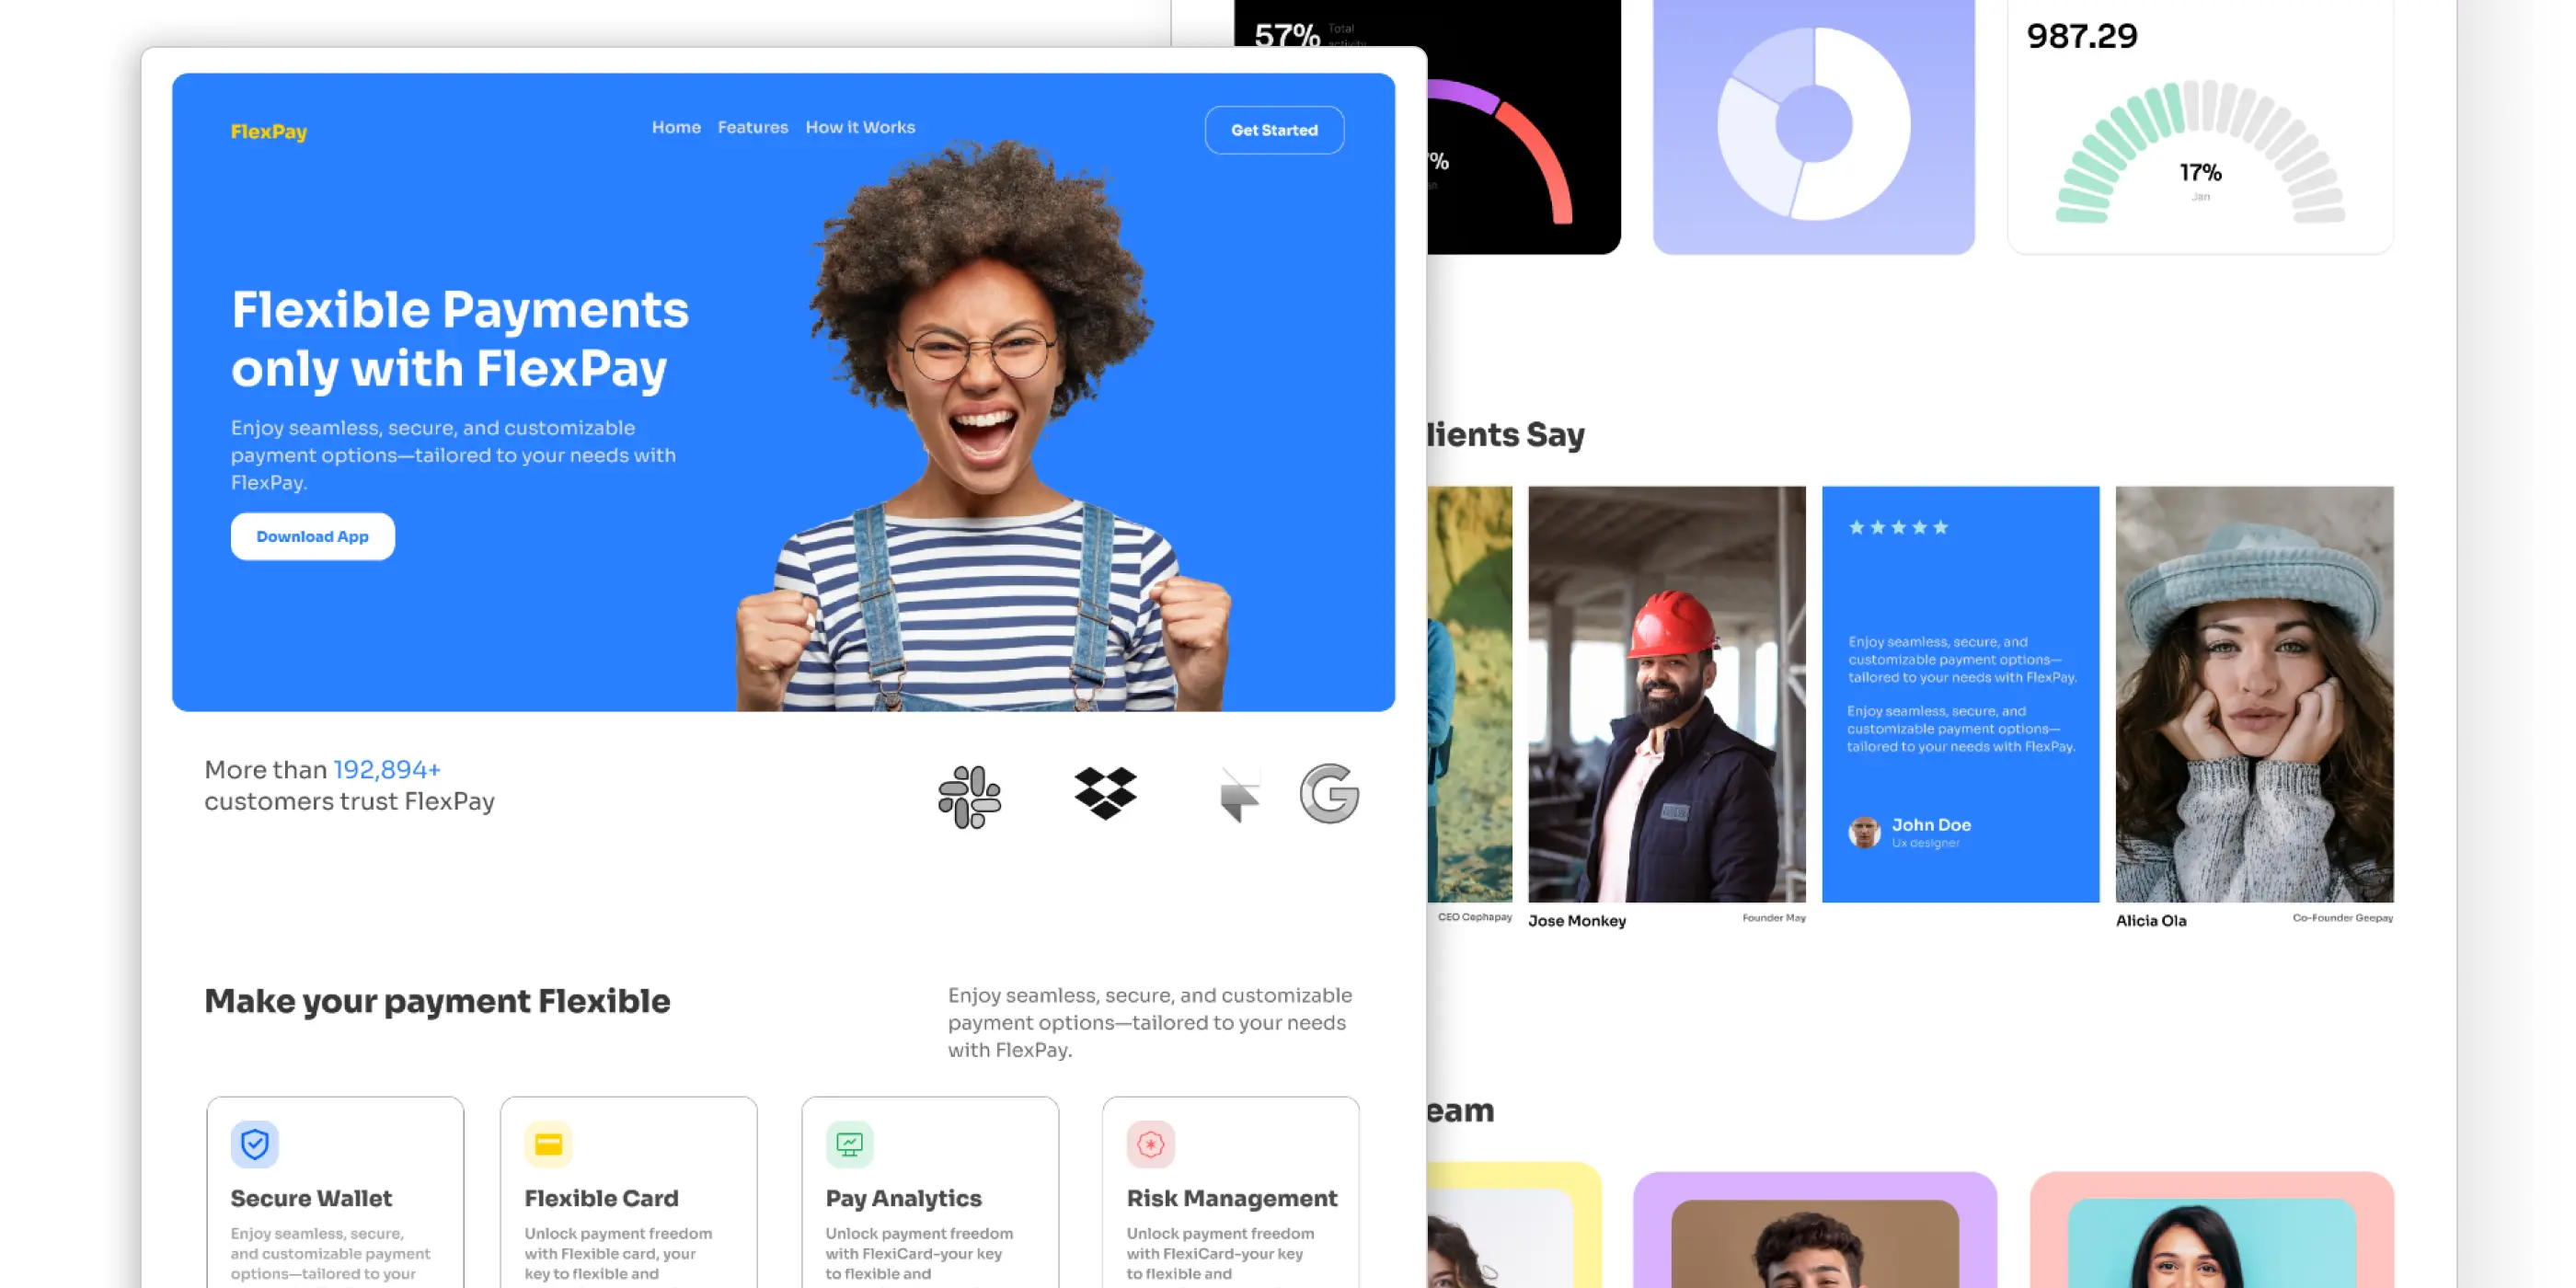 57%
Total
activity
987.29
17%
Jan
FlexPay
Home
Features
How it Works
Get Started
Flexible Payments
only with FlexPay
Enjoy seamless, secure, and customizable
payment options—tailored to your needs with
FlexPay.
Download App
More than 192,894+
customers trust FlexPay
Make your payment Flexible
Enjoy seamless, secure, and customizable
payment options—tailored to your needs
with FlexPay.
Secure Wallet
Enjoy seamless, secure,
and customizable payment
options—tailored to your
Flexible Card
Unlock payment freedom
with Flexible card, your
key to flexible and
Pay Analytics
Unlock payment freedom
with FlexiCard-your key
to flexible and
Risk Management
Unlock payment freedom
with FlexiCard-your key
to flexible and
lients Say
CEO Cephapay
Jose Monkey
Founder May
Enjoy seamless, secure, and
customizable payment options—
tailored to your needs with FlexPay.
Enjoy seamless, secure, and
customizable payment options—
tailored to your needs with FlexPay.
John Doe
Ux designer
Alicia Ola
Co-Founder Geepay
eam